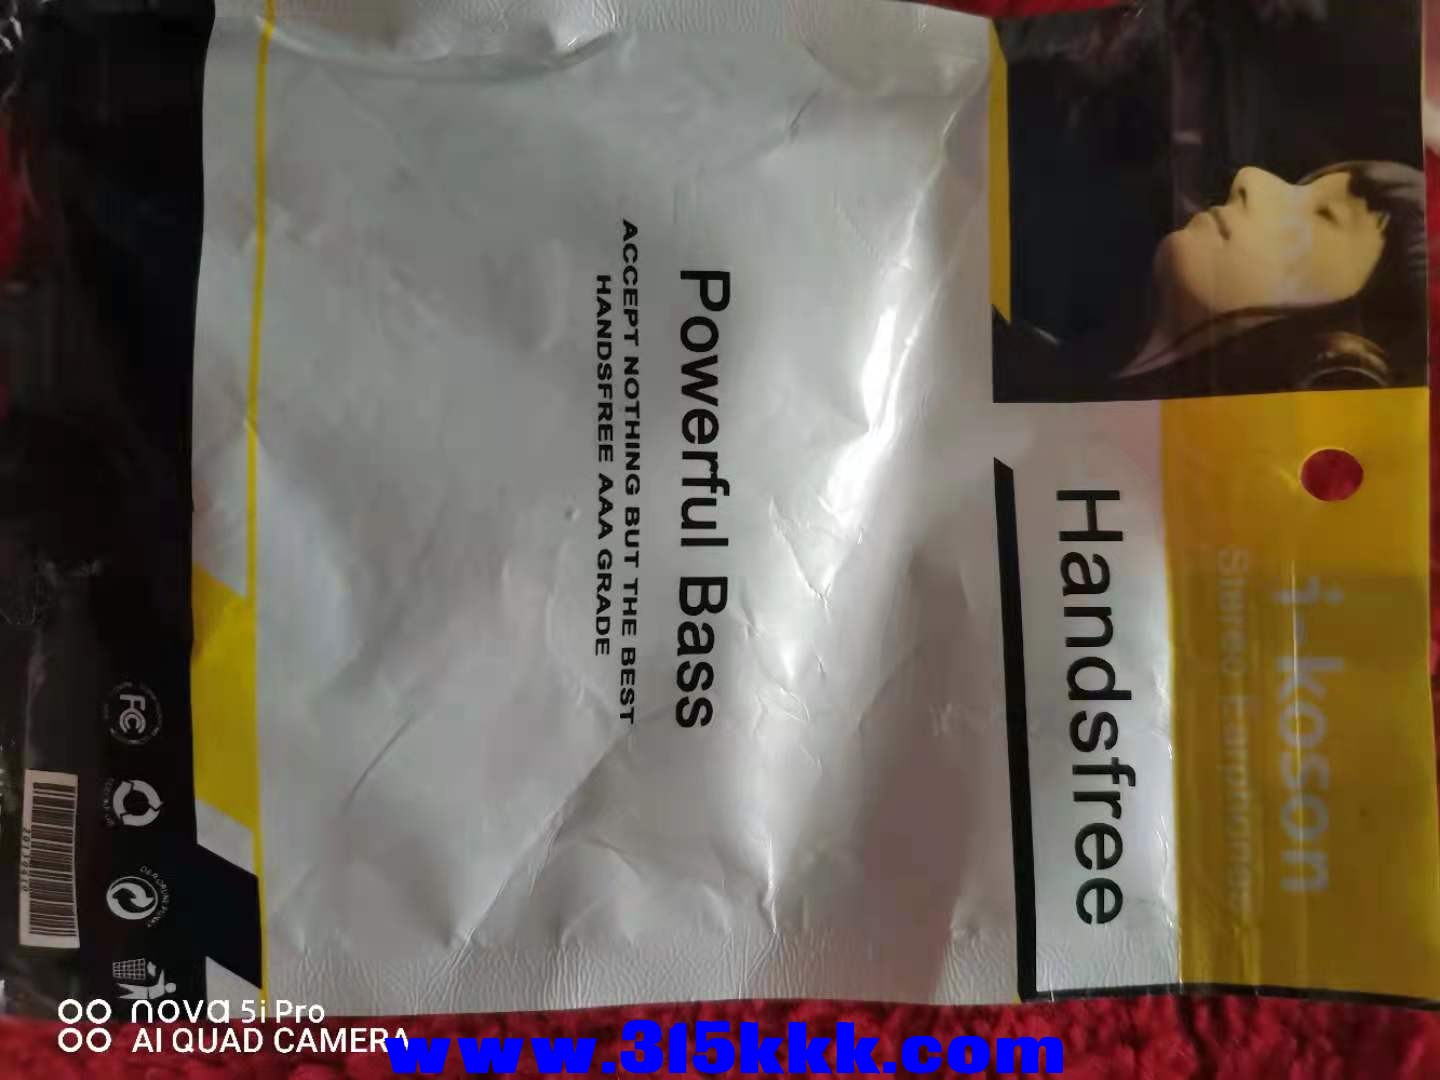 i-koson
Stereo Earphones
Handsfree
Powerful Bass
ACCEPT NOTHING BUT THE BEST
HANDSFREE AAA GRADE
FC
nova 5i Pro
AI QUAD CAMERA
www.315kkk.com